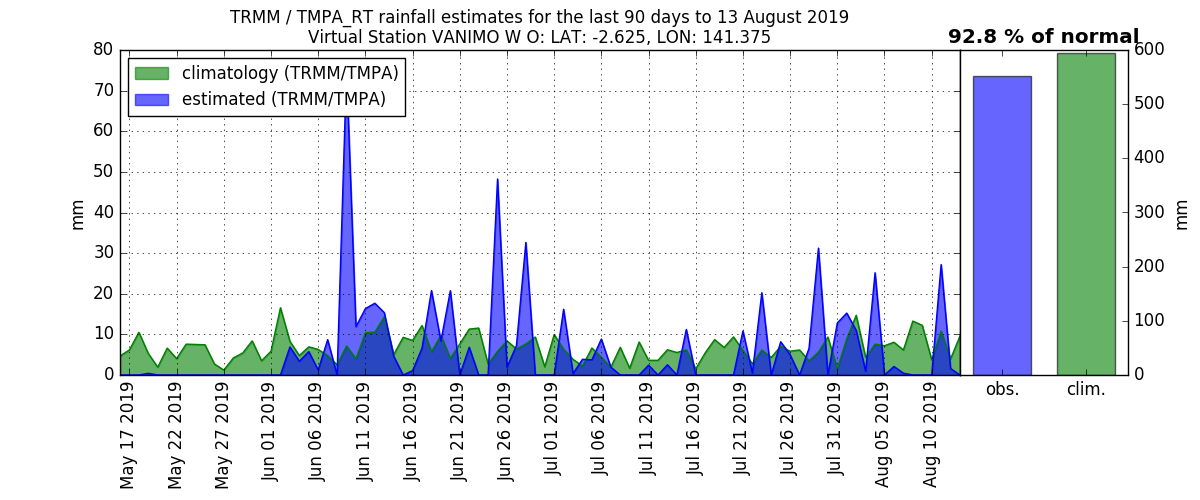 TRMM / TMPA_RT rainfall estimates for the last 90 days to 13 August 2019
Virtual Station VANIMO W O: LAT: -2.625, LON: 141.375
92.8 % of normal
climatology (TRMM/TMPA)
estimated (TRMM/TMPA)
mm
80
70
60
50
40
30
20
10
0
May 17 2019
May 22 2019
May 27 2019
Jun 01 2019
Jun 06 2019
Jun 11 2019
Jun 16 2019
Jun 21 2019
Jun 26 2019
Jul 01 2019
Jul 06 2019
Jul 11 2019
Jul 16 2019
Jul 21 2019
Jul 26 2019
Jul 31 2019
Aug 05 2019
Aug 10 2019
obs.
clim.
600
500
400
300
200
100
0
mm